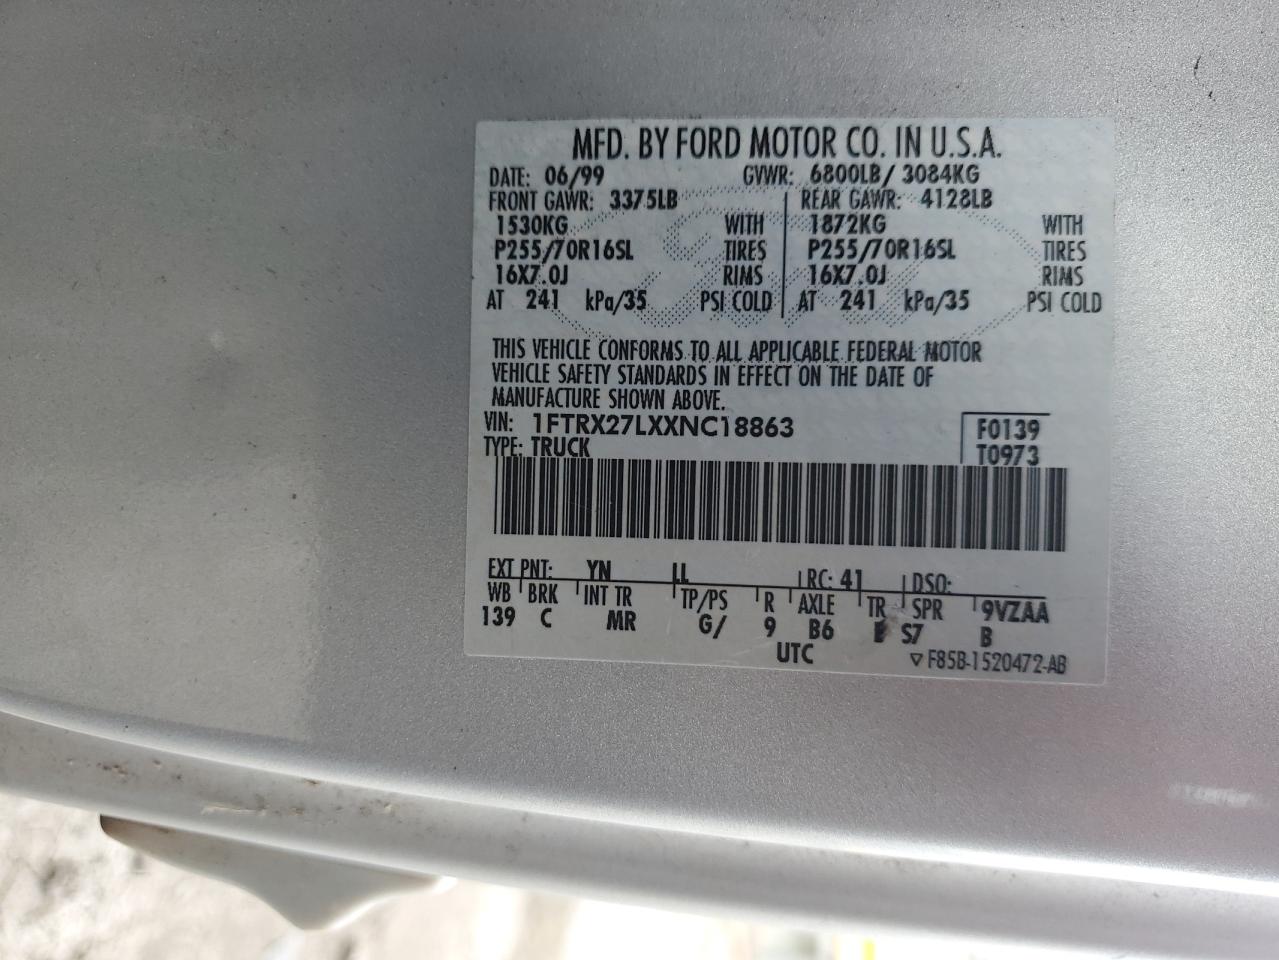 MFD. BY FORD MOTOR CO. IN U.S.A.
DATE: 06/99 GVWR: 6800LB/ 3084KG
FRONT GAWR: 3375LB REAR GAWR: 4128LB
1530KG WITH 1872KG WITH
P255/70R16SL TIRES P255/70R16SL TIRES
16X7.0J RIMS 16X7.0J RIMS
AT 241 kPa/35 PSI COLD AT 241 kPa/35 PSI COLD
THIS VEHICLE CONFORMS TO ALL APPLICABLE FEDERAL MOTOR
VEHICLE SAFETY STANDARDS IN EFFECT ON THE DATE OF
MANUFACTURE SHOWN ABOVE.
VIN: 1FTRX27LXXNC18863 F0139
TYPE: TRUCK T0973
EXT PNT: YN LL RC: 41 DSO:
WB BRK INT TR TP/PS R AXLE TR SPR 9VZAA
139 C MR G/ 9 B6 S7 B
UTC F85B-1520472-AB